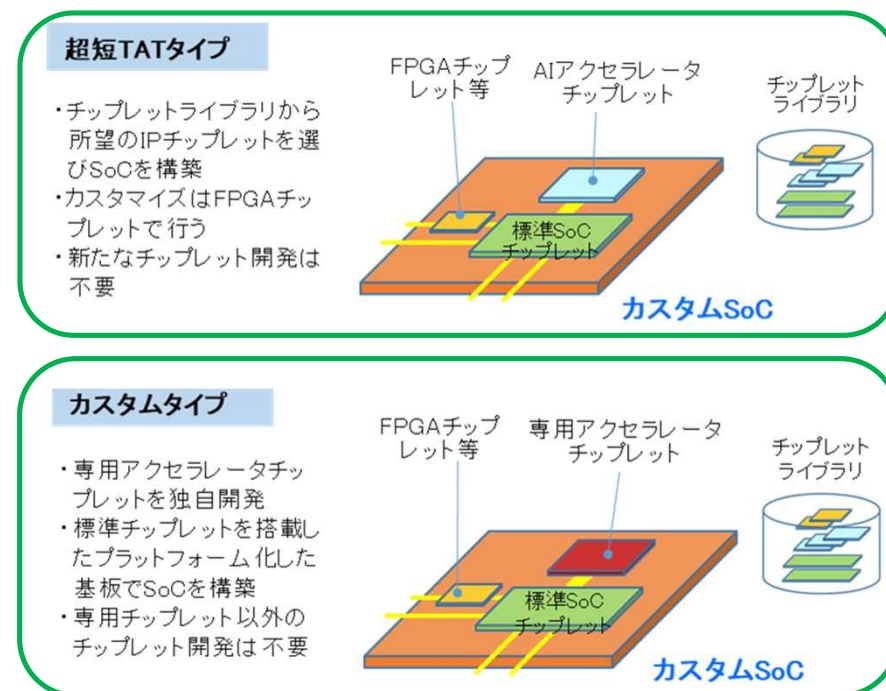 超短TATタイプ
・チップレットライブラリから
所望のIPチップレットを選
びSoCを構築
・カスタマイズはFPGAチッ
プレットで行う
・新たなチップレット開発は
不要
FPGAチップ
レット等
AIアクセラレータ
チップレット
チップレット
ライブラリ
標準SoC
チップレット
カスタムSoC
カスタムタイプ
・専用アクセラレータチッ
プレットを独自開発
・標準チップレットを搭載し
たプラットフォーム化した
基板でSoCを構築
・専用チップレット以外の
チップレット開発は不要
FPGAチップ
レット等
専用アクセラレータ
チップレット
チップレット
ライブラリ
標準SoC
チップレット
カスタムSoC